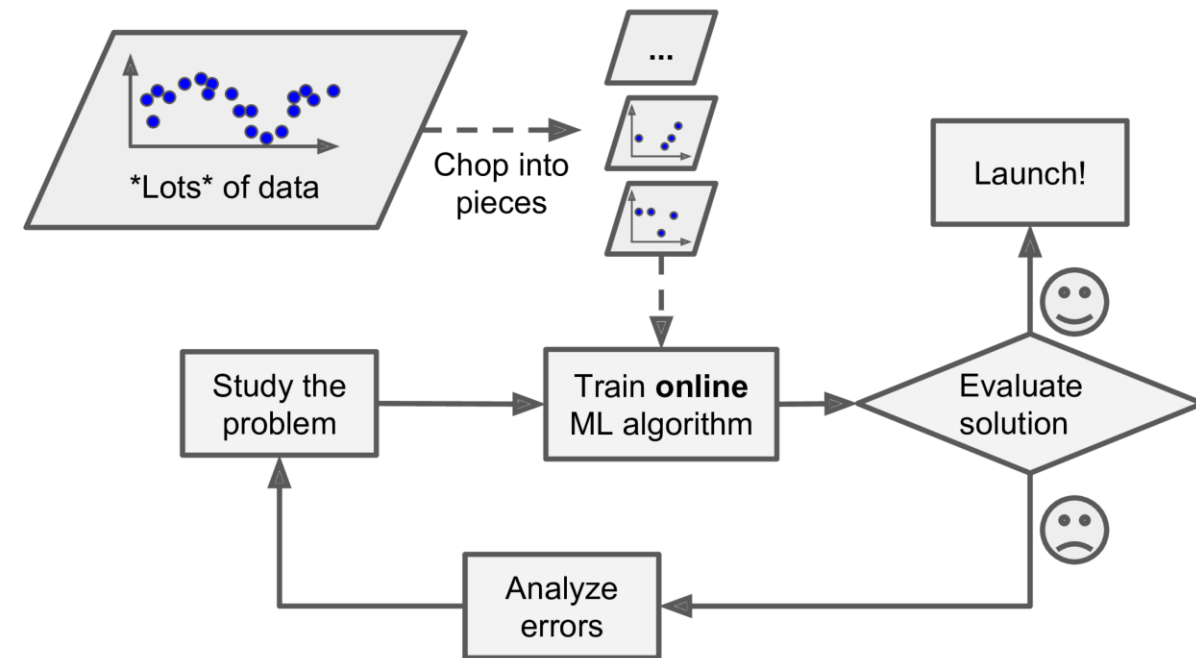 ...
*Lots* of data
Chop into
pieces
Launch!
Study the
problem
Train online
ML algorithm
Evaluate
solution
Analyze
errors